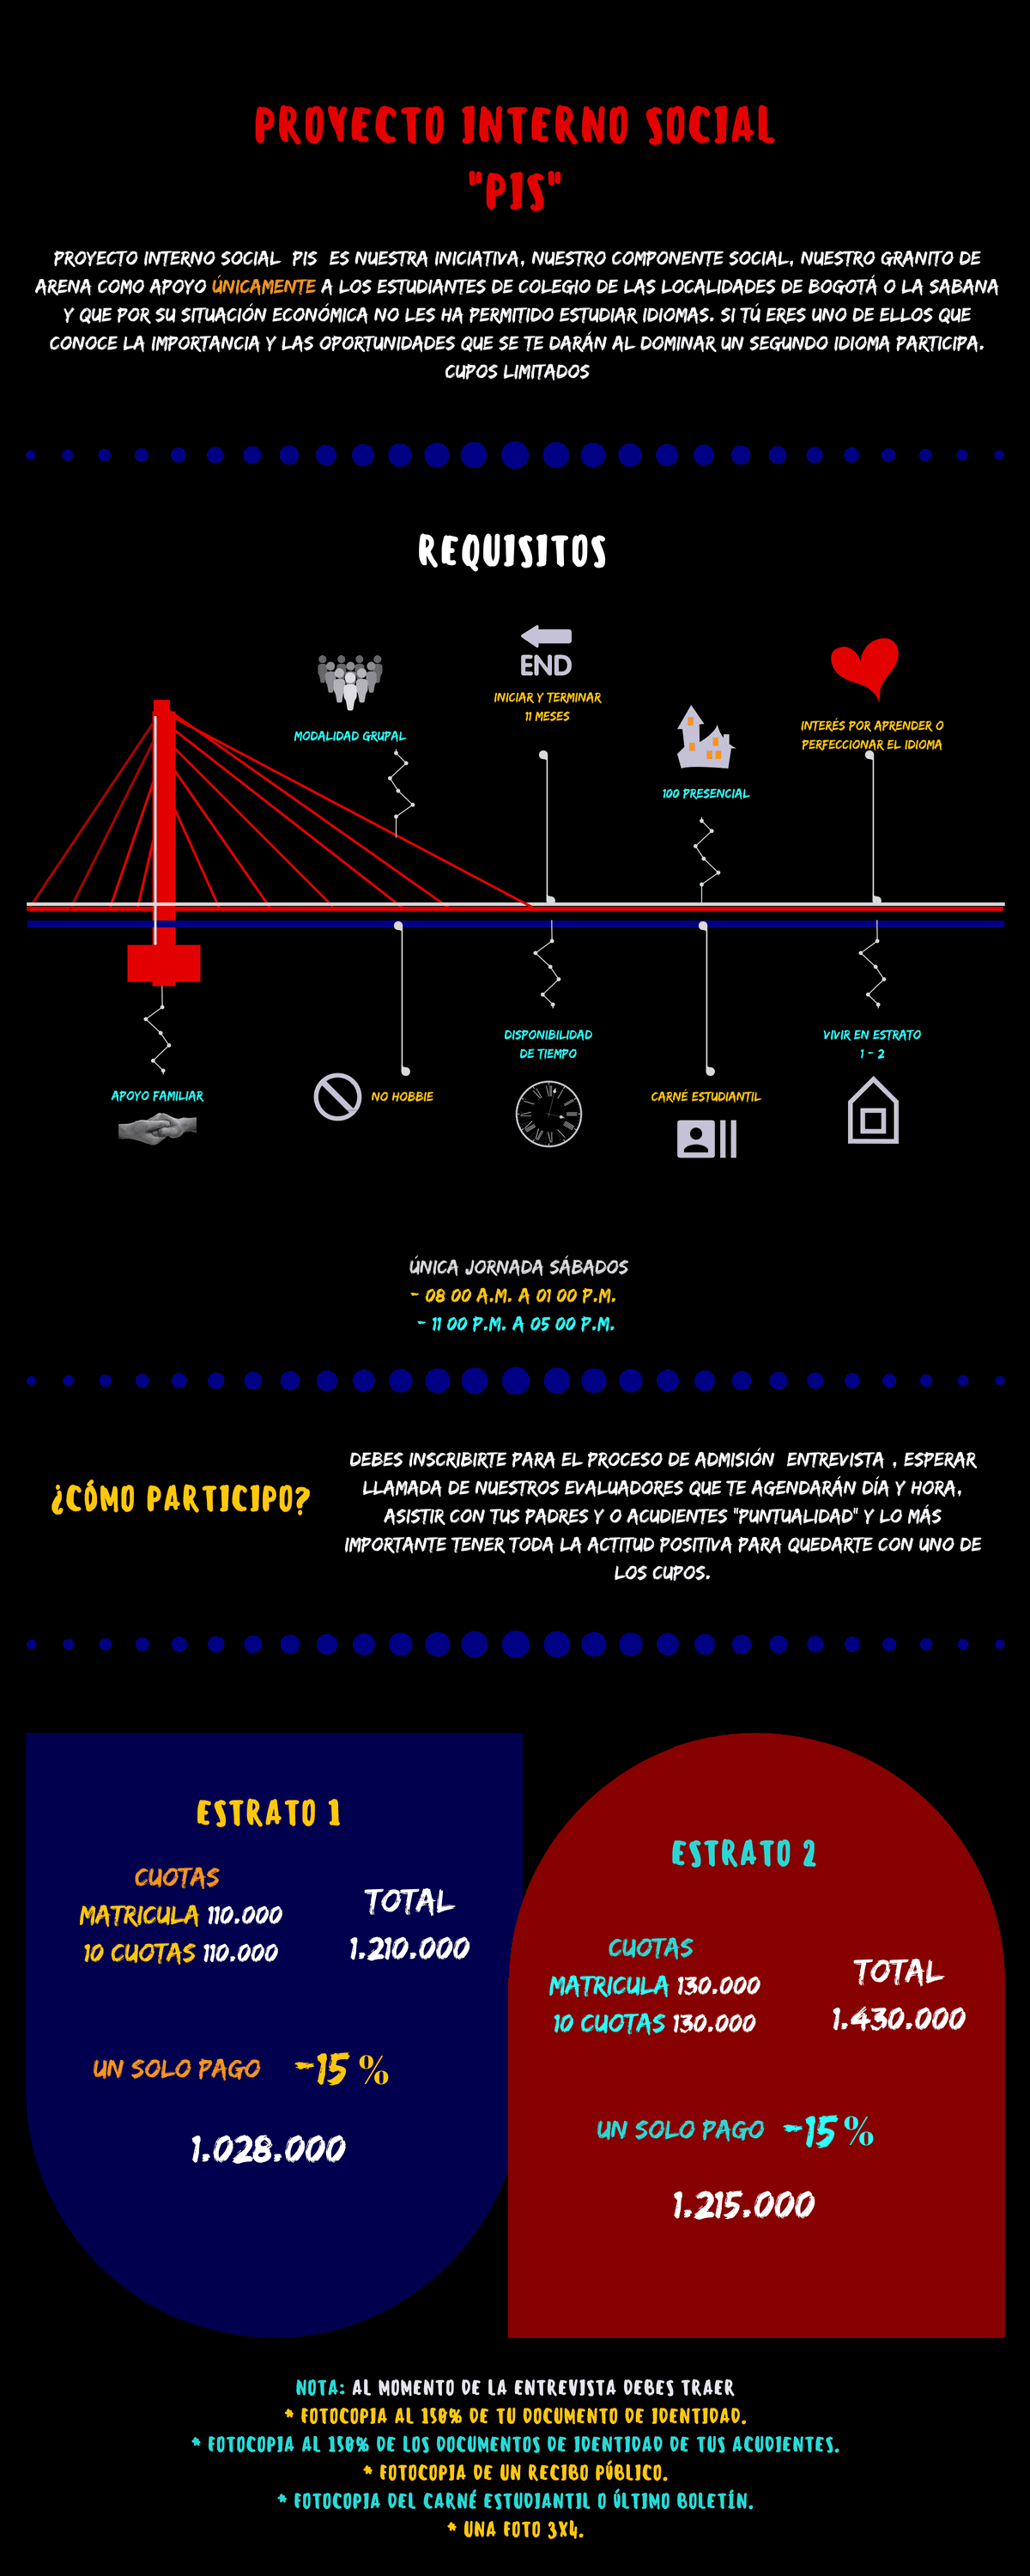 PROYECTO INTERNO SOCIAL
"PIS"
PROYECTO INTERNO SOCIAL PIS ES NUESTRA INICIATIVA, NUESTRO COMPONENTE SOCIAL, NUESTRO GRANITO DE
ARENA COMO APOYO ÚNICAMENTE A LOS ESTUDIANTES DE COLEGIO DE LAS LOCALIDADES DE BOGOTÁ O LA SABANA
Y QUE POR SU SITUACIÓN ECONÓMICA NO LES HA PERMITIDO ESTUDIAR IDIOMAS. SI TÚ ERES UNO DE ELLOS QUE
CONOCE LA IMPORTANCIA Y LAS OPORTUNIDADES QUE SE TE DARÁN AL DOMINAR UN SEGUNDO IDIOMA PARTICIPA.
CUPOS LIMITADOS
REQUISITOS
MODALIDAD GRUPAL
END
INICIAR Y TERMINAR
11 MESES
100 PRESENCIAL
INTERÉS POR APRENDER O
PERFECCIONAR EL IDIOMA
APOYO FAMILIAR
NO HOBBIE
DISPONIBILIDAD
DE TIEMPO
CARNÉ ESTUDIANTIL
VIVIR EN ESTRATO
1 - 2
ÚNICA JORNADA SÁBADOS
- 08 00 A.M. A 01 00 P.M.
- 11 00 P.M. A 05 00 P.M.
¿CÓMO PARTICIPO?
DEBES INSCRIBIRTE PARA EL PROCESO DE ADMISIÓN ENTREVISTA , ESPERAR
LLAMADA DE NUESTROS EVALUADORES QUE TE AGENDARÁN DÍA Y HORA,
ASISTIR CON TUS PADRES Y O ACUDIENTES "PUNTUALIDAD" Y LO MÁS
IMPORTANTE TENER TODA LA ACTITUD POSITIVA PARA QUEDARTE CON UNO DE
LOS CUPOS.
ESTRATO 1
CUOTAS
MATRICULA 110.000
10 CUOTAS 110.000
TOTAL
1.210.000
UN SOLO PAGO -15 %
1.028.000
ESTRATO 2
CUOTAS
MATRICULA 130.000
10 CUOTAS 130.000
TOTAL
1.430.000
UN SOLO PAGO -15 %
1.215.000
NOTA: AL MOMENTO DE LA ENTREVISTA DEBES TRAER
* FOTOCOPIA AL 150% DE TU DOCUMENTO DE IDENTIDAD.
* FOTOCOPIA AL 150% DE LOS DOCUMENTOS DE IDENTIDAD DE TUS ACUDIENTES.
* FOTOCOPIA DE UN RECIBO PÚBLICO.
* FOTOCOPIA DEL CARNÉ ESTUDIANTIL O ÚLTIMO BOLETÍN.
* UNA FOTO 3X4.